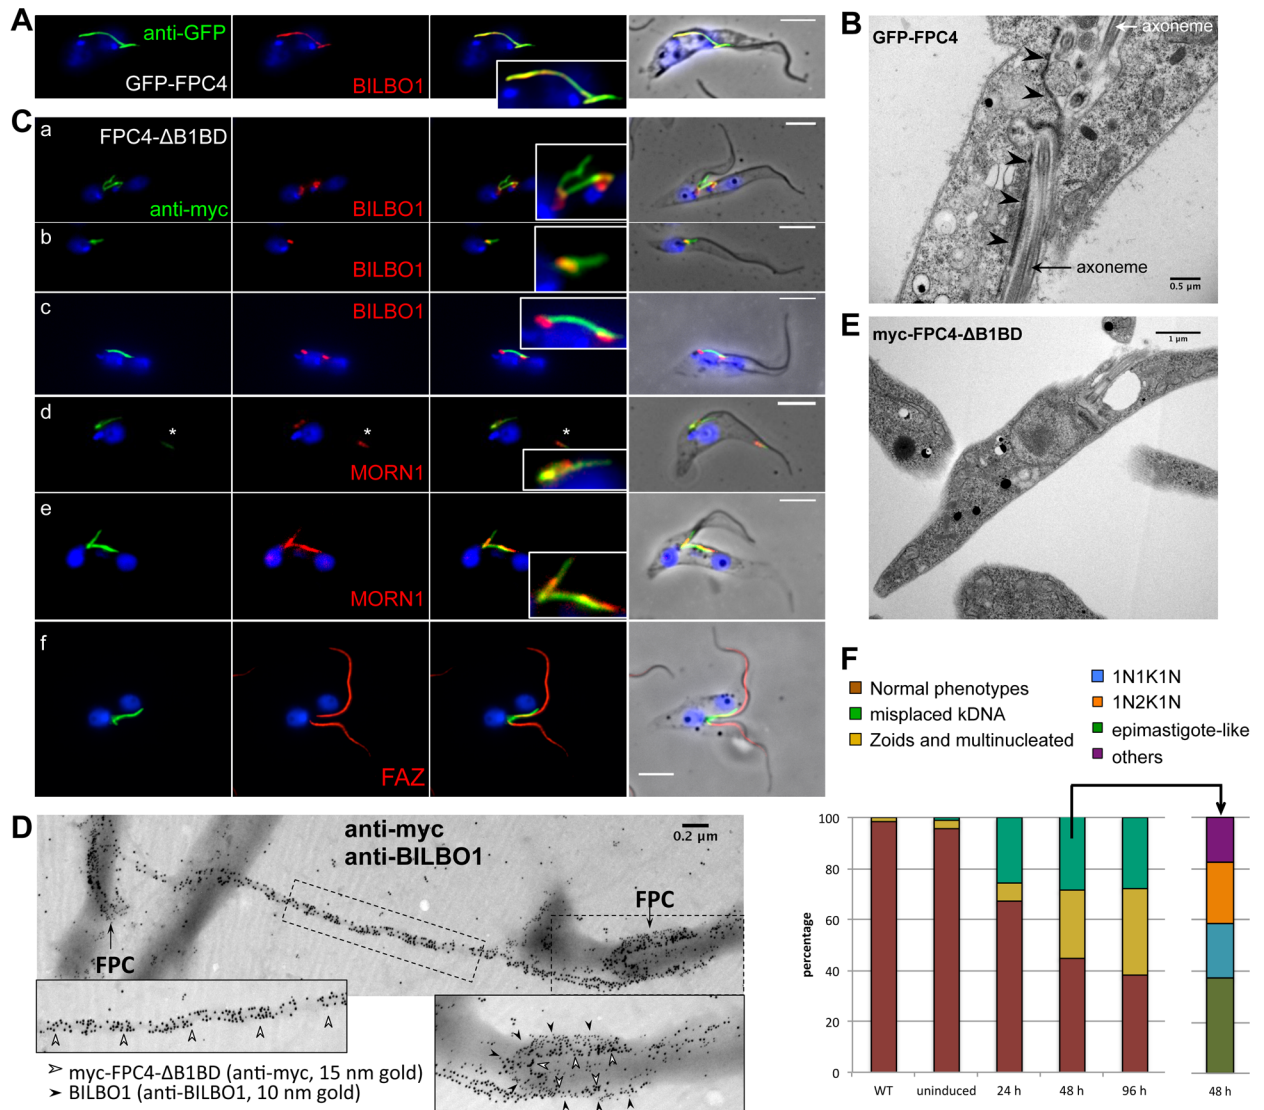 A
anti-GFP
GFP-FPC4
BILBO1
B
GFP-FPC4
axoneme
axoneme
0.5 µm
C
a
FPC4-ΔB1BD
anti-myc
BILBO1
b
BILBO1
c
BILBO1
d
*
*
*
MORN1
e
MORN1
f
FAZ
E
myc-FPC4-ΔB1BD
1 µm
D
anti-myc
anti-BILBO1
0.2 µm
FPC
FPC
myc-FPC4-ΔB1BD (anti-myc, 15 nm gold)
BILBO1 (anti-BILBO1, 10 nm gold)
F
Normal phenotypes
misplaced kDNA
Zoids and multinucleated
1N1K1N
1N2K1N
epimastigote-like
others
percentage
100
80
60
40
20
0
WT
uninduced
24 h
48 h
96 h
48 h